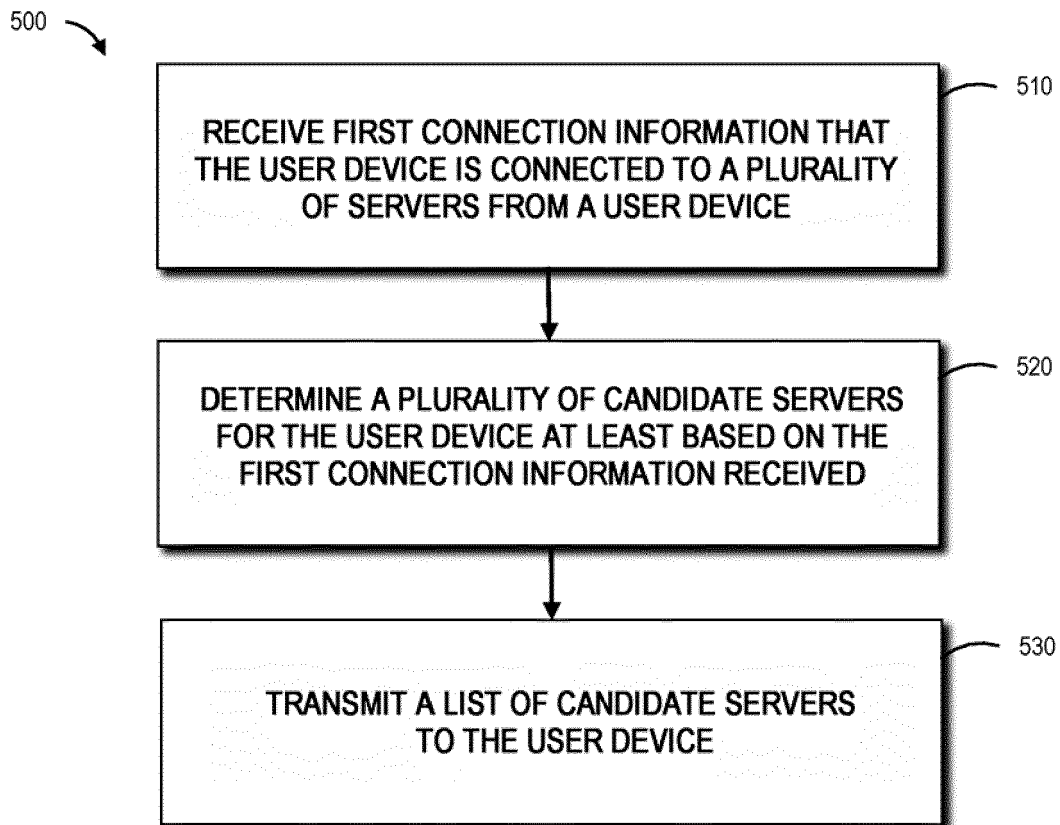 500
510
RECEIVE FIRST CONNECTION INFORMATION THAT
THE USER DEVICE IS CONNECTED TO A PLURALITY
OF SERVERS FROM A USER DEVICE
520
DETERMINE A PLURALITY OF CANDIDATE SERVERS
FOR THE USER DEVICE AT LEAST BASED ON THE
FIRST CONNECTION INFORMATION RECEIVED
530
TRANSMIT A LIST OF CANDIDATE SERVERS
TO THE USER DEVICE